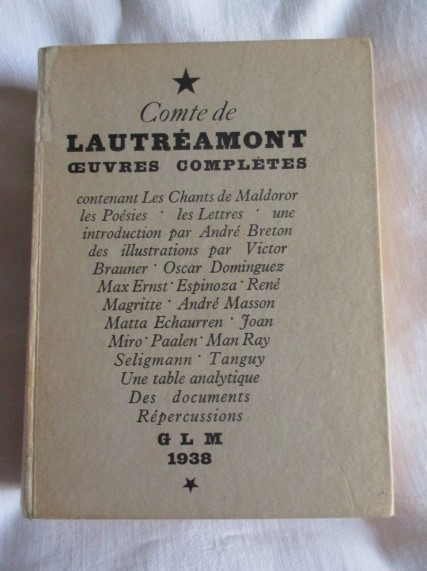 Comte de
LAUTRÉAMONT
ŒUVRES COMPLÈTES
contenant Les Chants de Maldoror
les Poésies · les Lettres · une
introduction par André Breton
des illustrations par Victor
Brauner · Oscar Dominguez
Max Ernst · Espinoza · René
Magritte · André Masson
Matta Echaurren · Joan
Miro · Paalen · Man Ray
Seligmann · Tanguy
Une table analytique
Des documents
Répercussions
G L M
1938